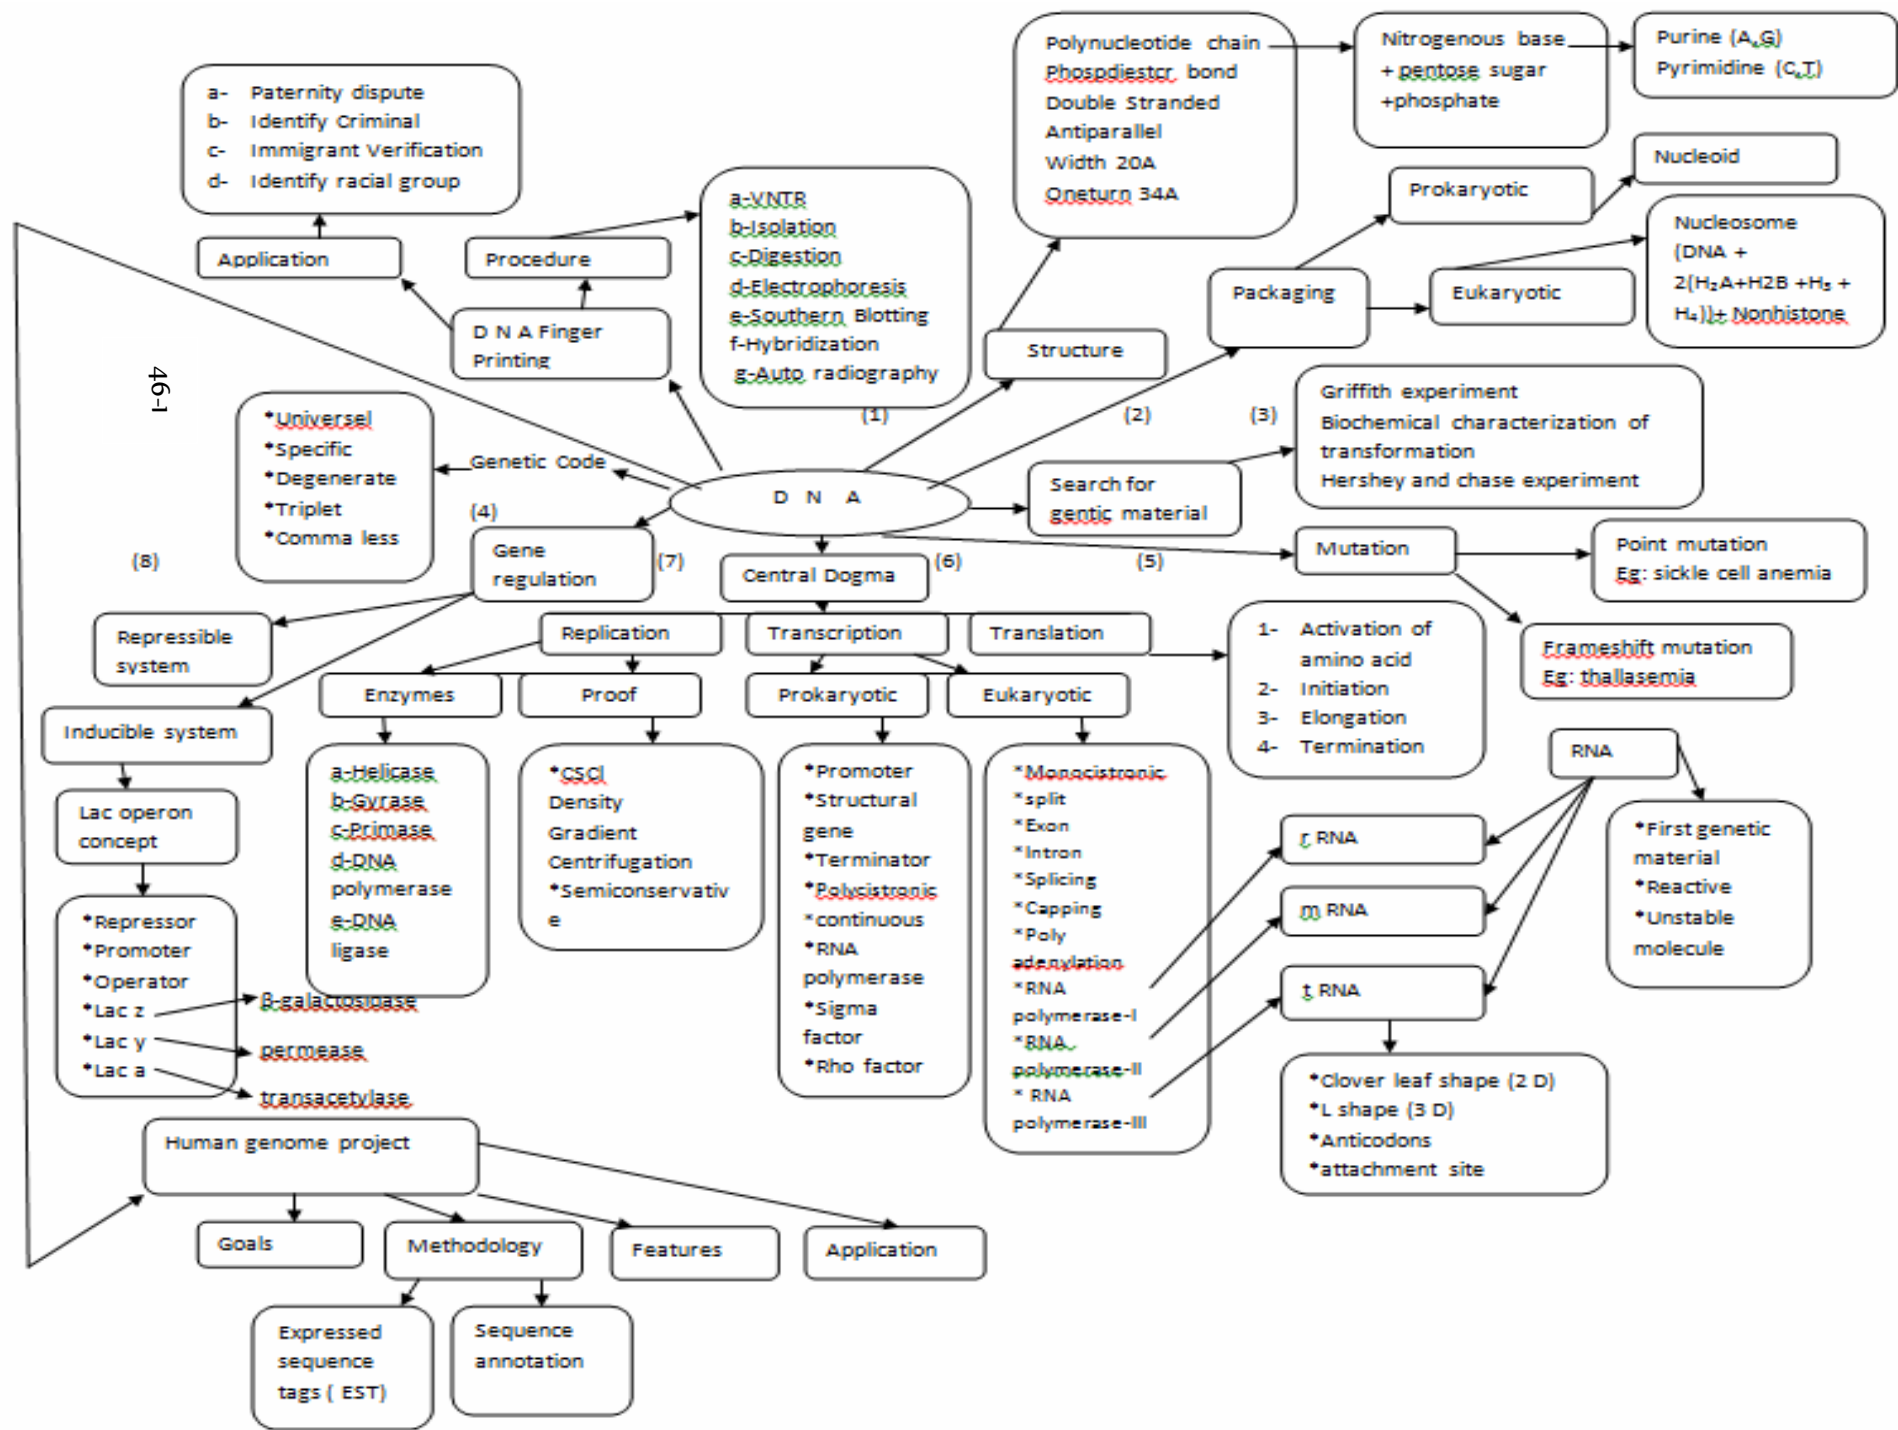 Polynucleotide chain
Phospdiestcr bond
Double Stranded
Antiparallel
Width 20A
Oneturn 34A
Nitrogenous base
+ pentose sugar
+phosphate
Purine (A,G)
Pyrimidine (C,T)
a- Paternity dispute
b- Identify Criminal
c- Immigrant Verification
d- Identify racial group
Nucleoid
Prokaryotic
a-VNTR
b-Isolation
c-Digestion
d-Electrophoresis
e-Southern Blotting
f-Hybridization
g-Auto radiography
Nucleosome
(DNA +
2(H₂A+H2B +H₃ +
H₄))+ Nonhistone
Application
Procedure
Packaging
Eukaryotic
D N A Finger
Printing
Structure
46-1
Griffith experiment
Biochemical characterization of
transformation
Hershey and chase experiment
*Universel
*Specific
*Degenerate
*Triplet
*Comma less
(1)
(2)
(3)
Genetic Code
D N A
Search for
gentic material
(4)
Gene
regulation
Mutation
Point mutation
Eg: sickle cell anemia
(8)
(7)
Central Dogma
(6)
(5)
Repressible
system
Replication
Transcription
Translation
1- Activation of
amino acid
2- Initiation
3- Elongation
4- Termination
Frameshift mutation
Eg: thallasemia
Enzymes
Proof
Prokaryotic
Eukaryotic
Inducible system
RNA
Lac operon
concept
a-Helicase
b-Gyrase
c-Primase
d-DNA
polymerase
e-DNA
ligase
*CSCl
Density
Gradient
Centrifugation
*Semiconservativ
e
*Promoter
*Structural
gene
*Terminator
*Polycistronic
*continuous
*RNA
polymerase
*Sigma
factor
*Rho factor
*Monocistronic
*split
*Exon
*Intron
*Splicing
*Capping
*Poly
adenylation
*RNA
polymerase-I
*RNA
polymerase-II
* RNA
polymerase-III
r RNA
m RNA
t RNA
*First genetic
material
*Reactive
*Unstable
molecule
*Repressor
*Promoter
*Operator
*Lac z
*Lac y
*Lac a
β-galactosidase
permease
transacetylase
*Clover leaf shape (2 D)
*L shape (3 D)
*Anticodons
*attachment site
Human genome project
Goals
Methodology
Features
Application
Expressed
sequence
tags ( EST)
Sequence
annotation